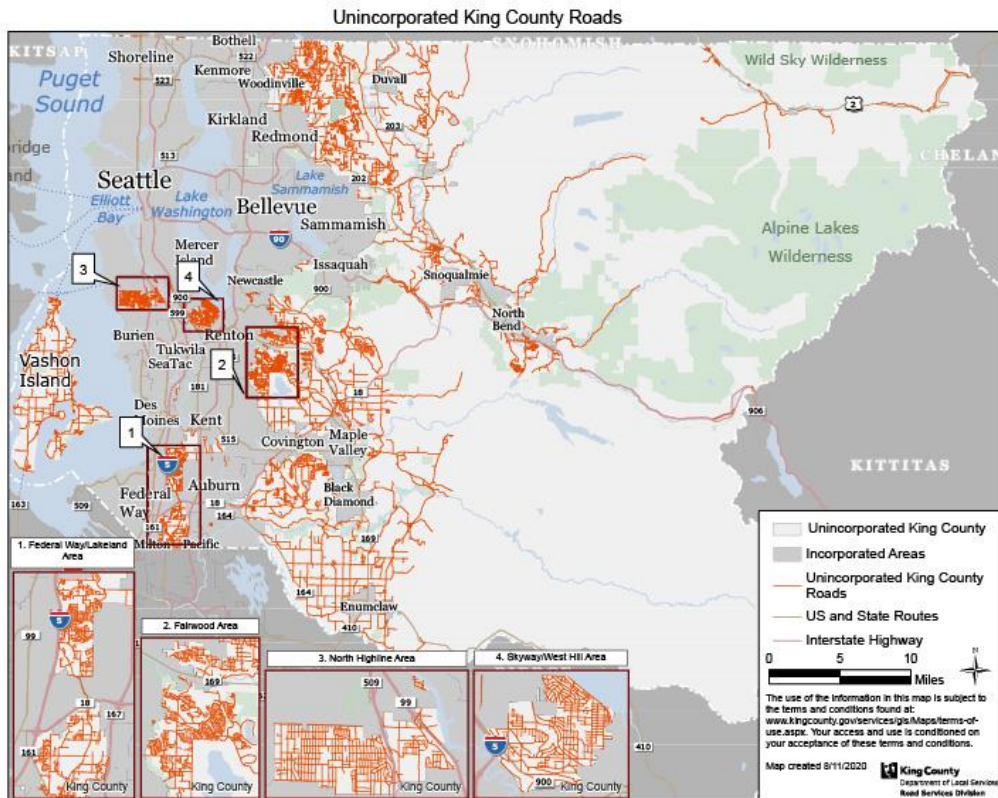 Unincorporated King County Roads
KITSAP
SNOHOMISH
Bothell
522
Shoreline
Kenmore
523
Woodinville
Duvall
Wild Sky Wilderness
2
Puget
Sound
Kirkland
203
Redmond
513
CHELAN
Seattle
202
Elliott
Bay
Lake
Washington
Lake
Sammamish
Bellevue
Sammamish
90
Alpine Lakes
Wilderness
Mercer
Island
Issaquah
3
4
Newcastle
Snoqualmie
900
900
599
North
Bend
Burien
Renton
Tukwila
SeaTac
Vashon
Island
2
181
18
906
Des
Moines
Kent
1
515
Covington
Maple
Valley
5
KITTITAS
Federal
Way
Auburn
Black
Diamond
163
509
18
164
161
169
Milton
Pacific
164
Enumclaw
410
410
1. Federal Way/Lakeland
Area
5
99
18
167
161
King County
2. Fairwood Area
169
King County
3. North Highline Area
509
99
King County
4. Skyway/West Hill Area
5
900
King County
Unincorporated King County
Incorporated Areas
Unincorporated King County
Roads
US and State Routes
Interstate Highway
0 5 10
Miles
N
The use of the information in this map is subject
to the terms and conditions found at:
www.kingcounty.gov/services/gis/Maps/terms-of-
use.aspx. Your access and use is conditioned on
your acceptance of these terms and conditions.
Map created 8/11/2020
King County
Department of Local Services
Road Services Division